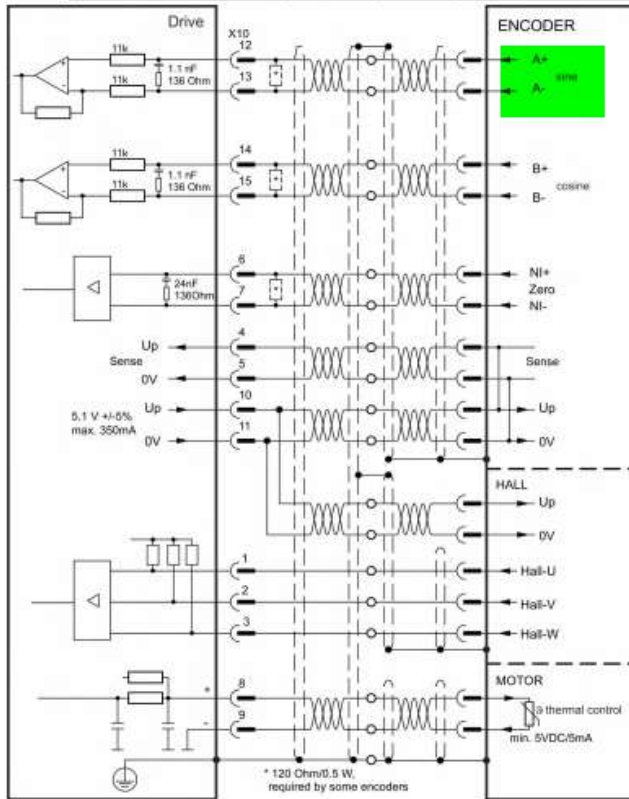 Drive
X10
ENCODER
12
11k
1.1 nF
136 Ohm
*
A+
sine
11k
13
A-
14
11k
1.1 nF
136 Ohm
*
B+
cosine
11k
15
B-
6
24nF
136Ohm
*
NI+
Zero
7
NI-
4
Up
Sense
Sense
5
0V
10
5,1 V +/-5%
max. 350mA
Up
Up
11
0V
0V
HALL
Up
0V
1
Hall-U
2
Hall-V
3
Hall-W
MOTOR
8
+
ϑ thermal control
9
-
min. 5VDC/5mA
* 120 Ohm/0.5 W,
required by some encoders